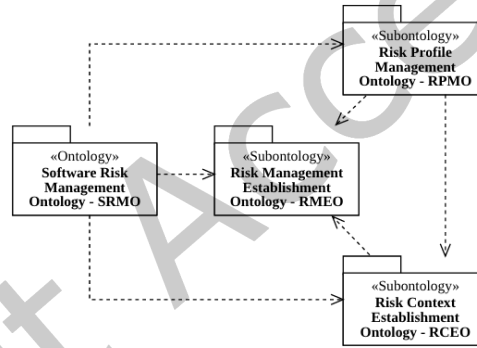 «Subontology»
Risk Profile
Management
Ontology - RPMO
«Ontology»
Software Risk
Management
Ontology - SRMO
«Subontology»
Risk Management
Establishment
Ontology - RMEO
«Subontology»
Risk Context
Establishment
Ontology - RCEO